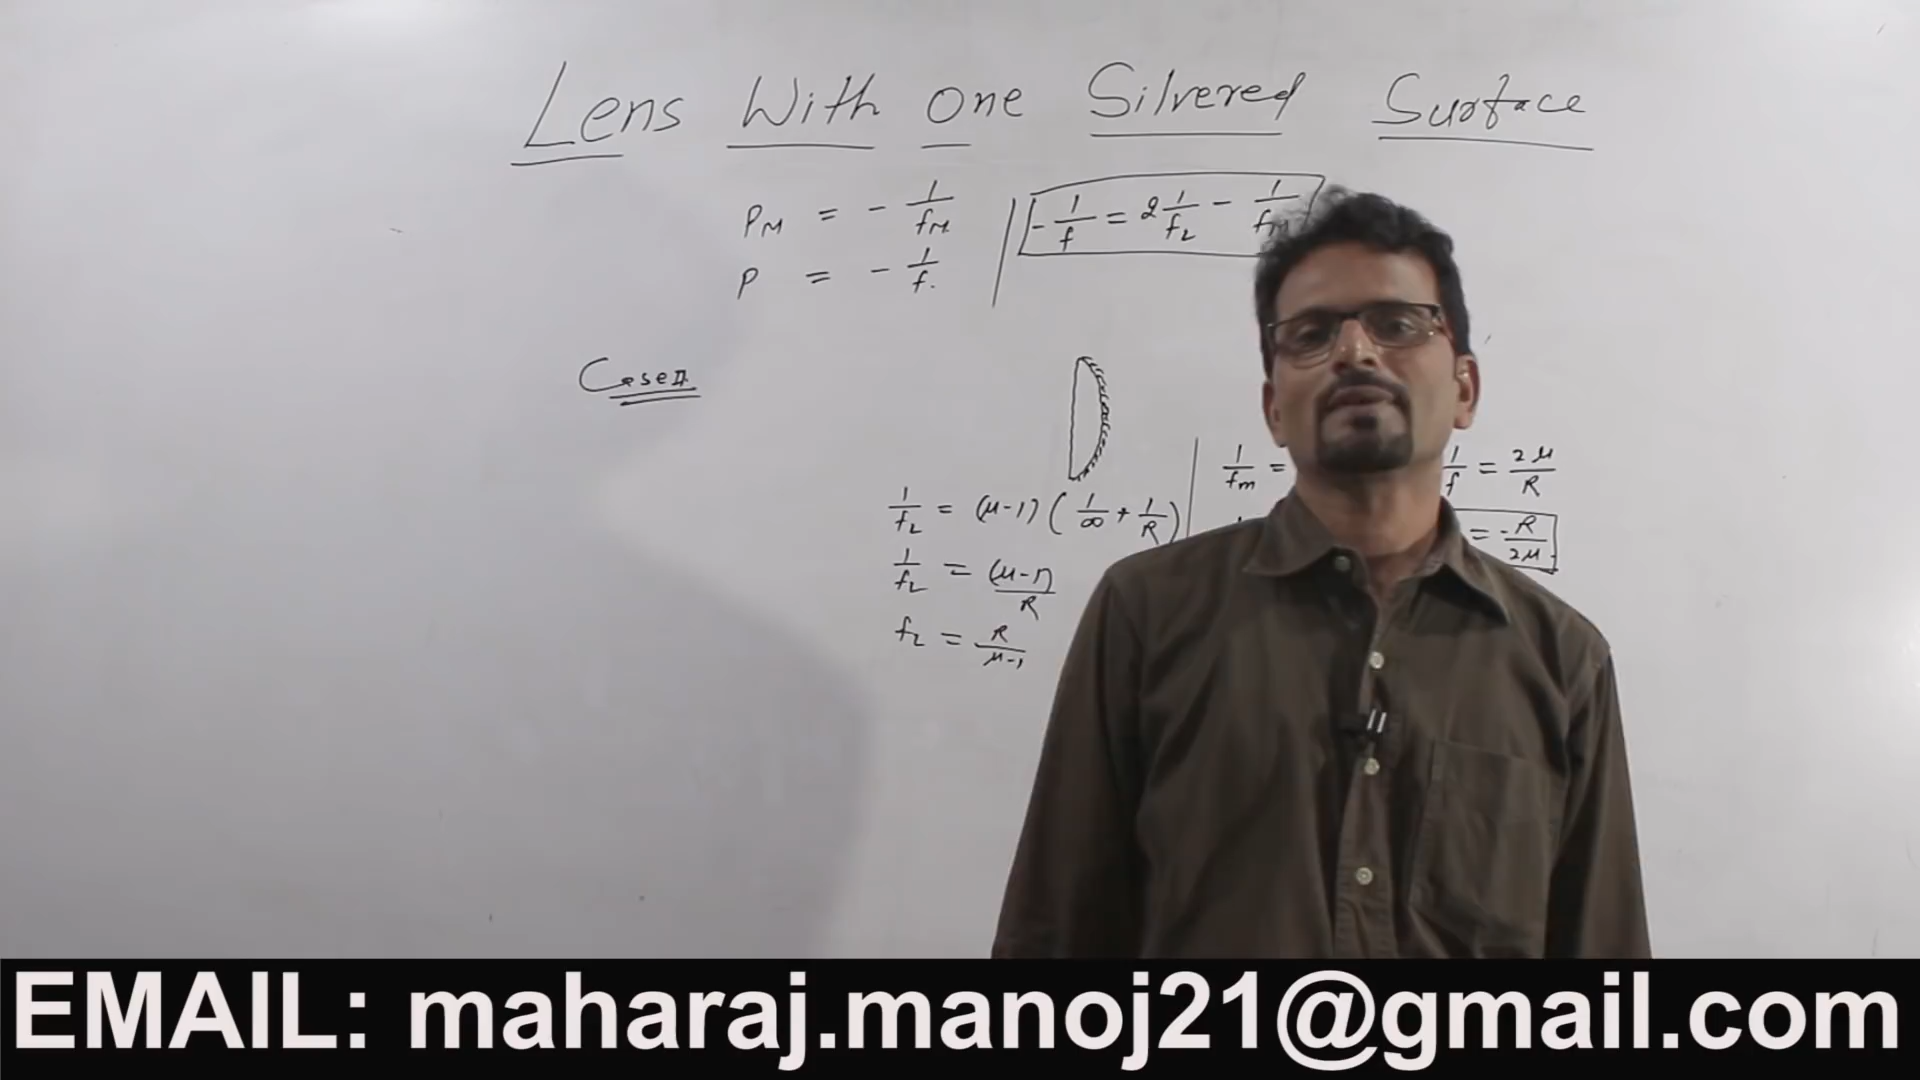 Lens With one Silvered Surface
P_M = - 1/f_M
- 1/f = 2 1/f_L - 1/f_M
P = - 1/f.
Case II
1/f_L = (μ-1) ( 1/∞ + 1/R )
1/f_m =
1/f = 2μ/R
1/f_L = (μ-1)/R
= -R/2μ
f_L = R/μ-1
EMAIL: maharaj.manoj21@gmail.com